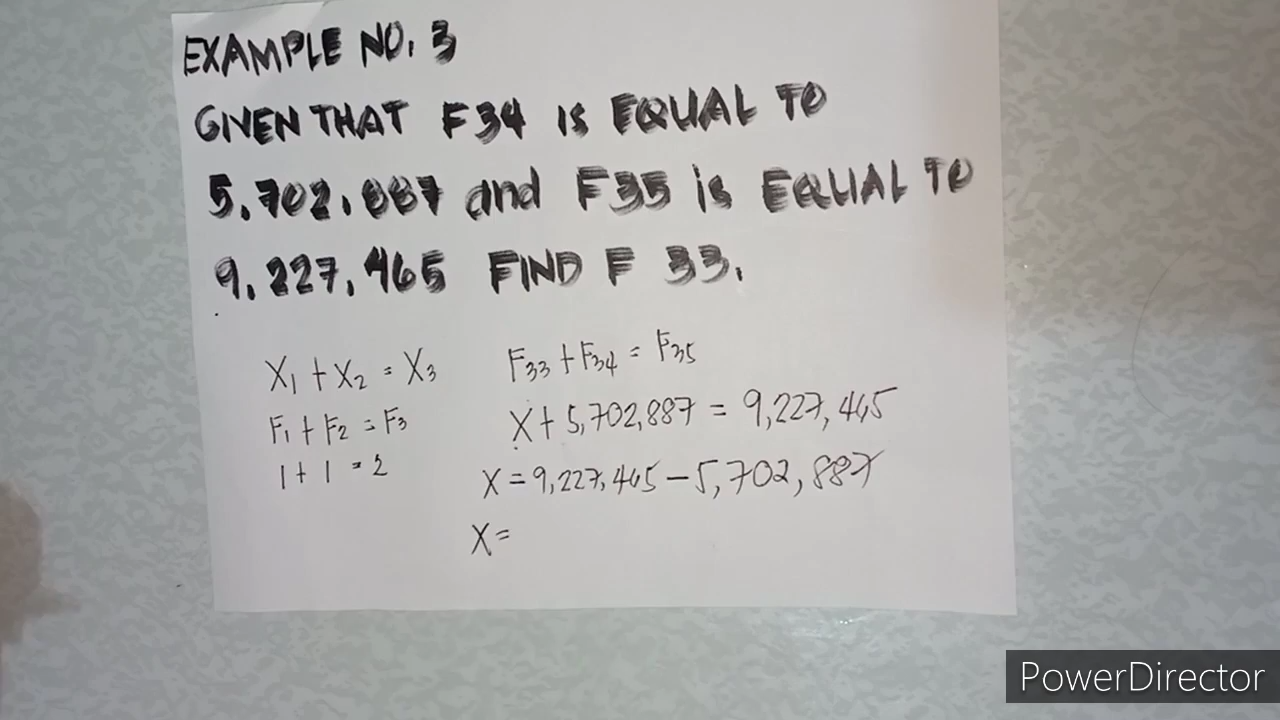 EXAMPLE NO. 3
GIVEN THAT F34 IS EQUAL TO
5,702,887 and F35 is EQUAL TO
9,227,465 FIND F 33.
X₁ + X₂ = X₃
F₁ + F₂ = F₃
1 + 1 = 2
F₃₃ + F₃₄ = F₃₅
X + 5,702,887 = 9,227,465
X = 9,227,465 – 5,702,887
X =
PowerDirector